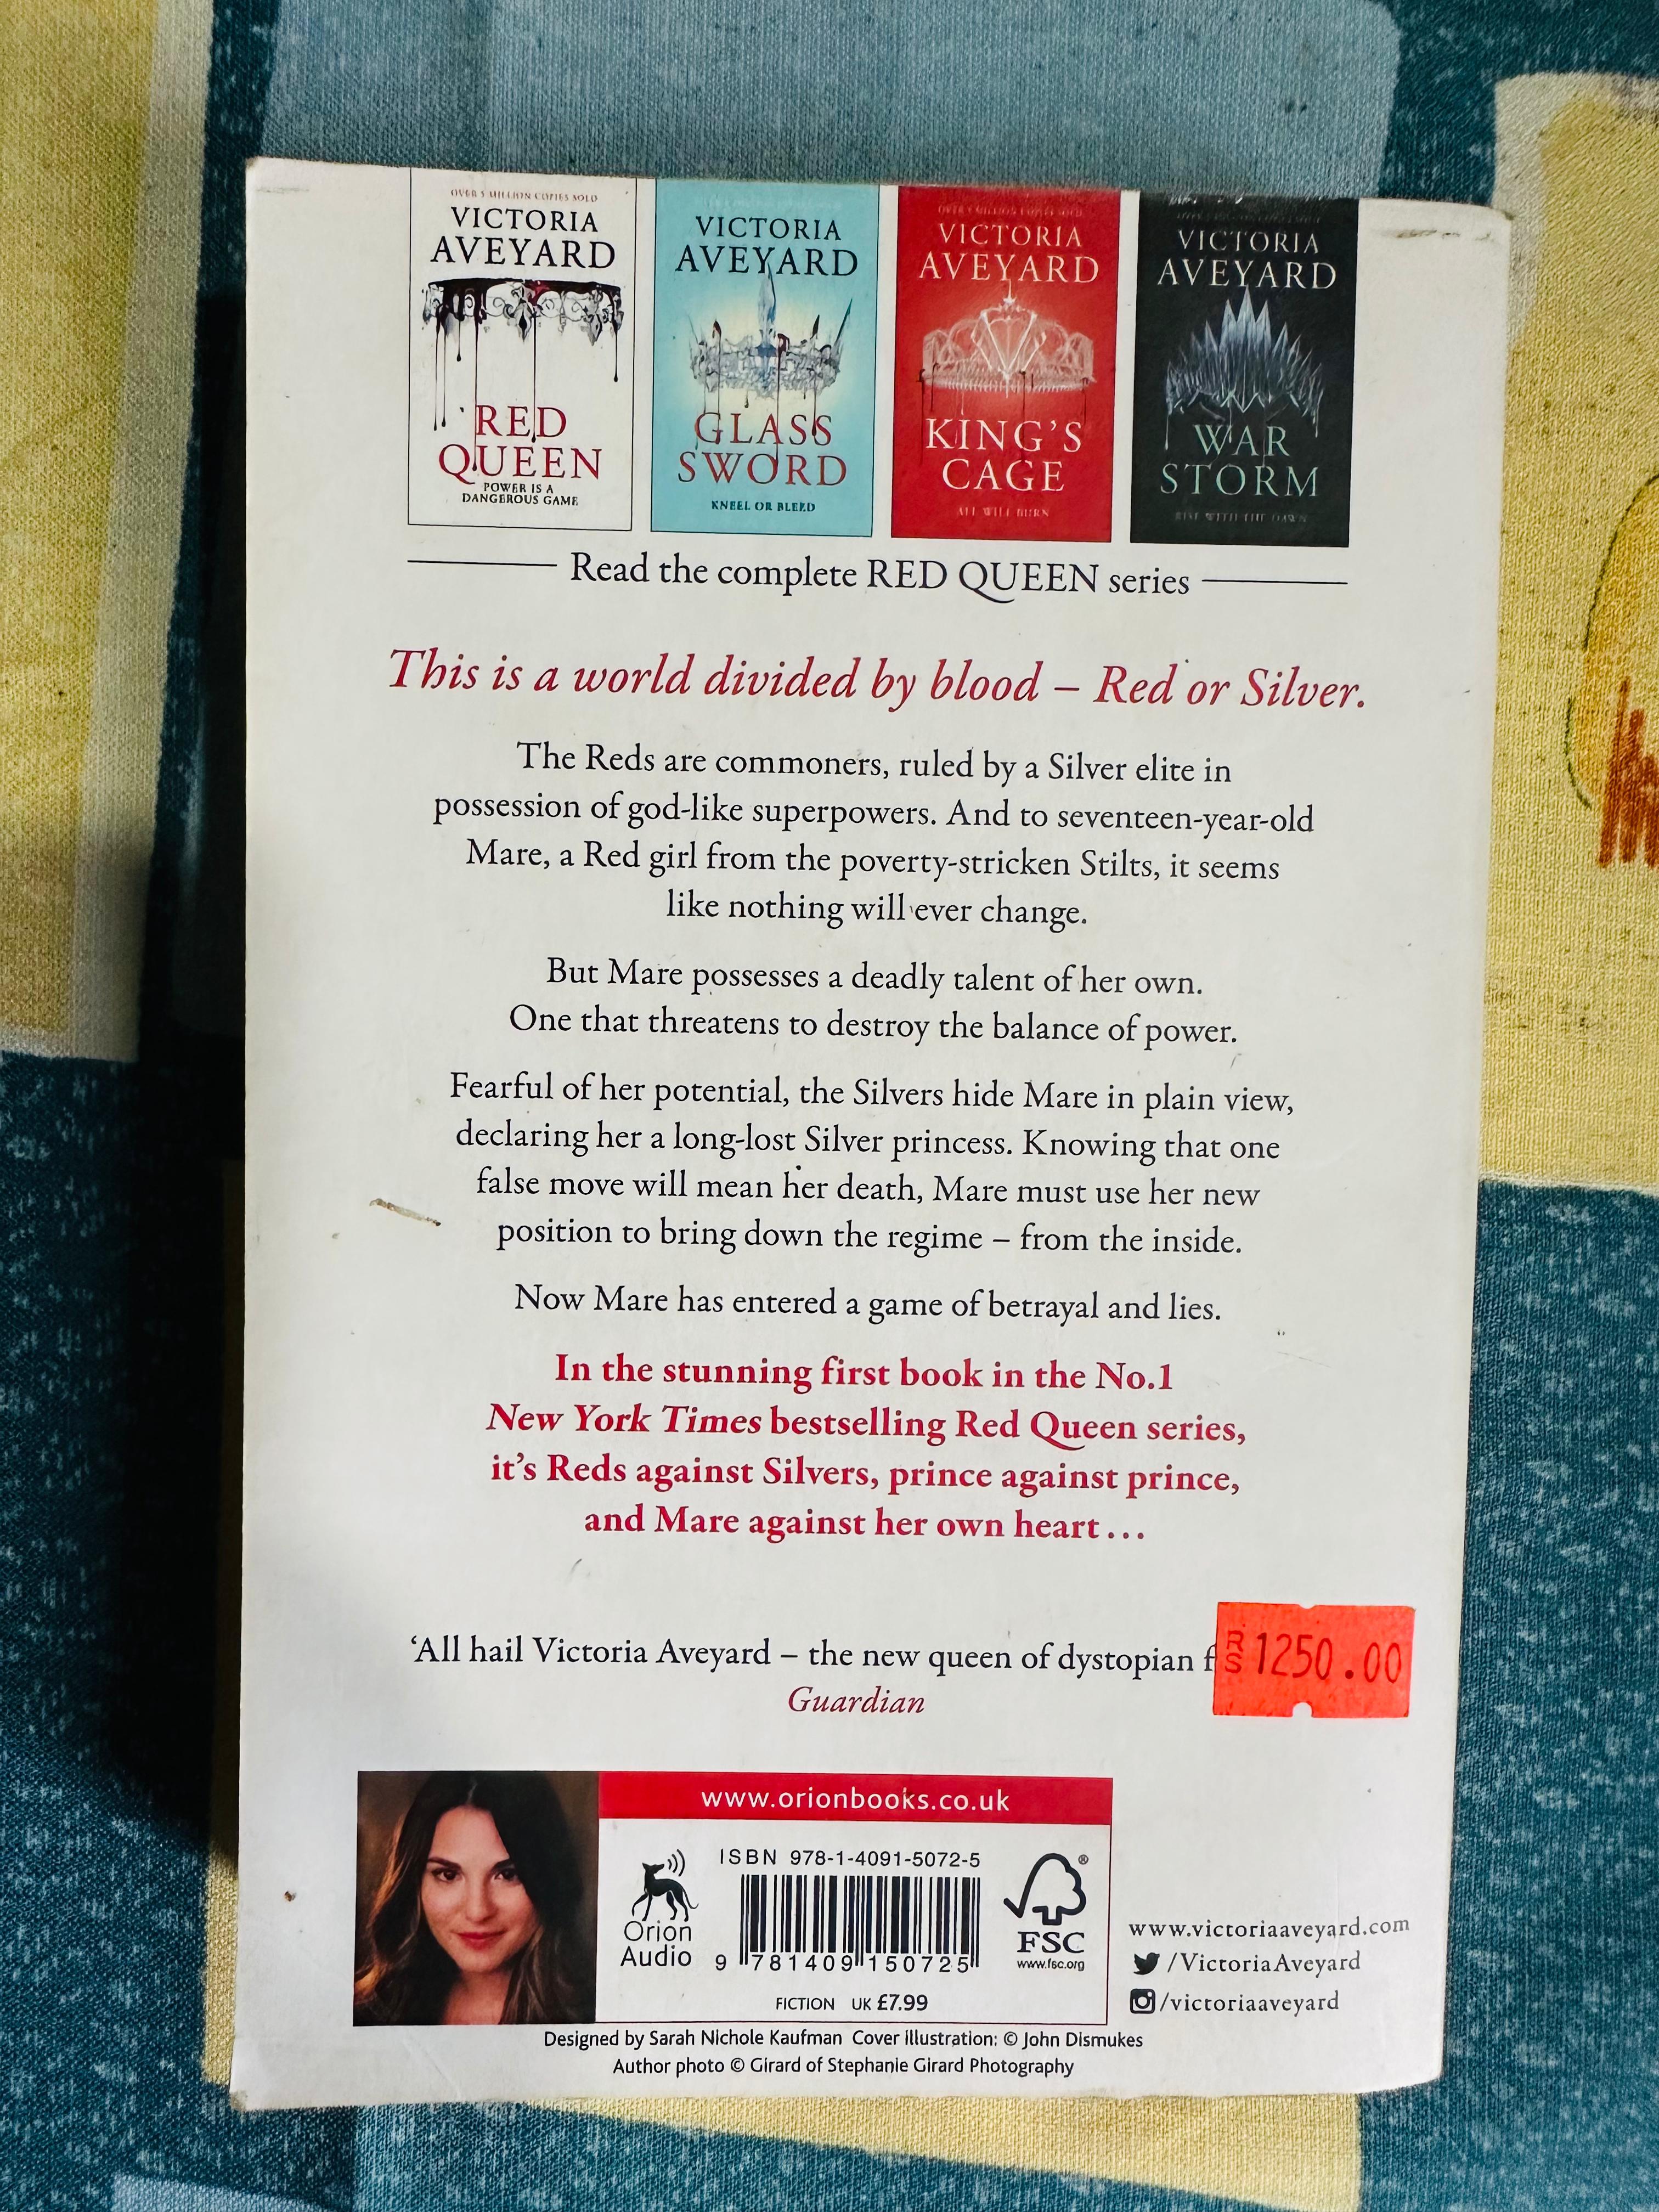 OVER 5 MILLION COPIES SOLD
VICTORIA
AVEYARD
RED
QUEEN
POWER IS A
DANGEROUS GAME
VICTORIA
AVEYARD
GLASS
SWORD
KNEEL OR BLEED
OVER 5 MILLION COPIES SOLD
VICTORIA
AVEYARD
KING'S
CAGE
ALL WILL BURN
VICTORIA
AVEYARD
WAR
STORM
RISE WITH THE DAWN
Read the complete RED QUEEN series
This is a world divided by blood – Red or Silver.
The Reds are commoners, ruled by a Silver elite in
possession of god-like superpowers. And to seventeen-year-old
Mare, a Red girl from the poverty-stricken Stilts, it seems
like nothing will ever change.
But Mare possesses a deadly talent of her own.
One that threatens to destroy the balance of power.
Fearful of her potential, the Silvers hide Mare in plain view,
declaring her a long-lost Silver princess. Knowing that one
false move will mean her death, Mare must use her new
position to bring down the regime – from the inside.
Now Mare has entered a game of betrayal and lies.
In the stunning first book in the No.1
New York Times bestselling Red Queen series,
it's Reds against Silvers, prince against prince,
and Mare against her own heart...
‘All hail Victoria Aveyard – the new queen of dystopian f
RS 1250.00
Guardian
www.orionbooks.co.uk
Orion
Audio
ISBN 978-1-4091-5072-5
9 781409 150725
FICTION UK £7.99
FSC
www.fsc.org
www.victoriaaveyard.com
/VictoriaAveyard
/victoriaaveyard
Designed by Sarah Nichole Kaufman Cover illustration: © John Dismukes
Author photo © Girard of Stephanie Girard Photography